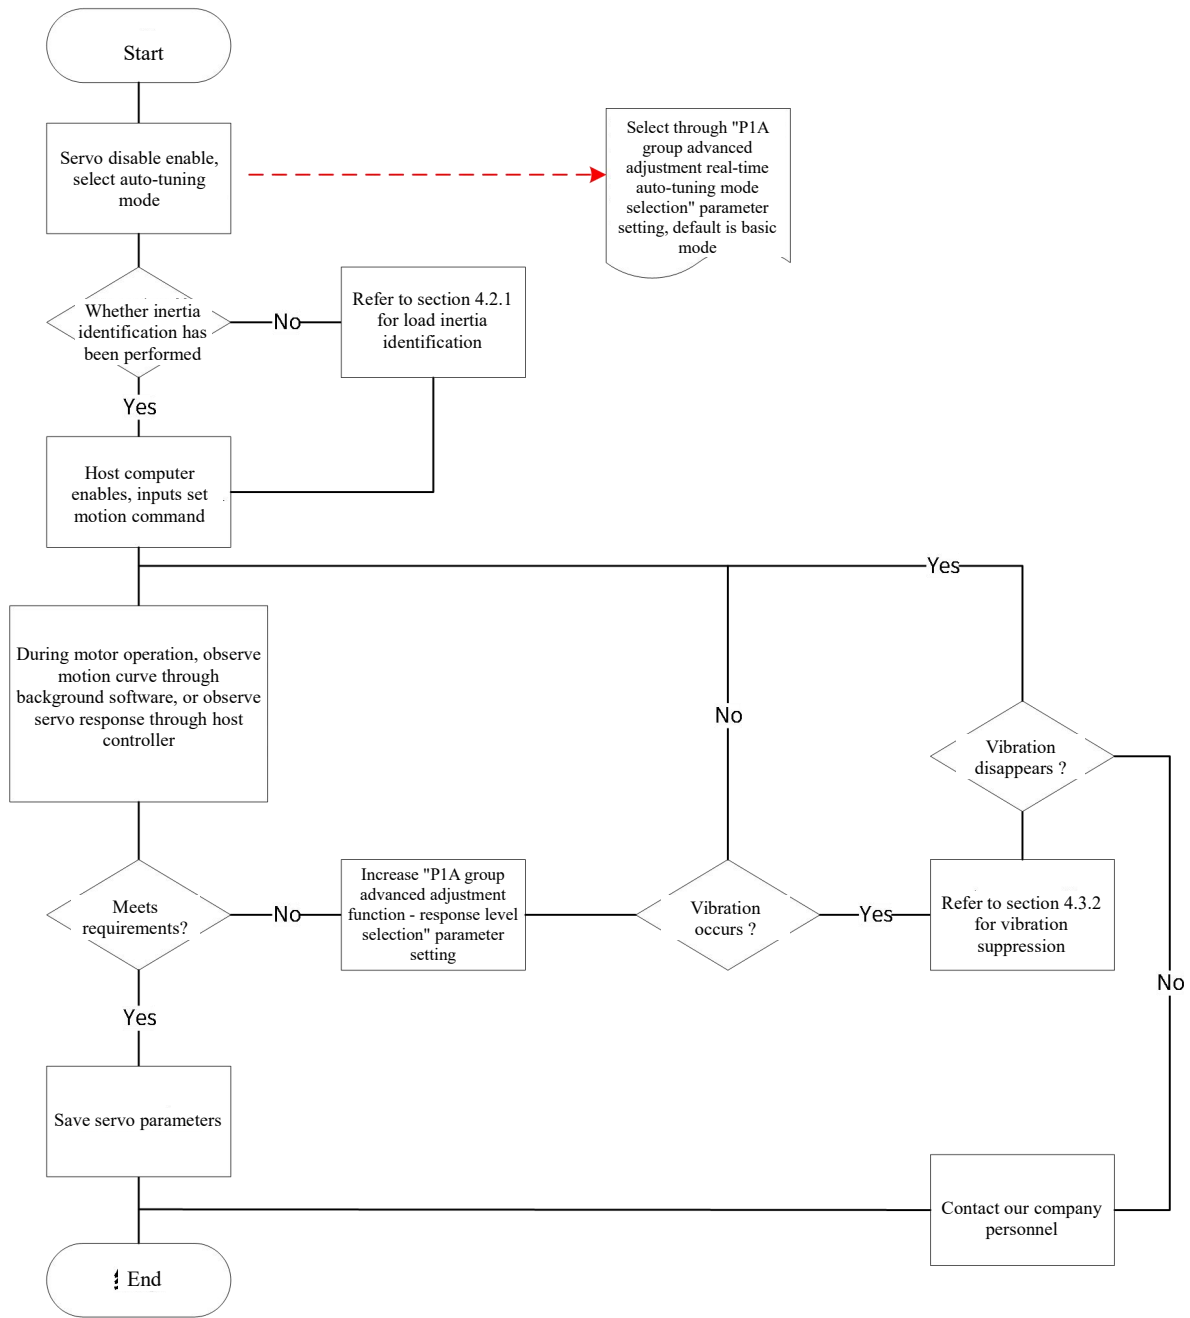 Start
Servo disable enable,
select auto-tuning
mode
Select through "P1A
group advanced
adjustment real-time
auto-tuning mode
selection" parameter
setting, default is basic
mode
Whether inertia
identification has
been performed
No
Refer to section 4.2.1
for load inertia
identification
Yes
Host computer
enables, inputs set
motion command
Yes
During motor operation, observe
motion curve through
background software, or observe
servo response through host
controller
No
Vibration
disappears ?
Meets
requirements?
No
Increase "P1A group
advanced adjustment
function - response level
selection" parameter
setting
Vibration
occurs ?
Yes
Refer to section 4.3.2
for vibration
suppression
No
Yes
Save servo parameters
Contact our company
personnel
End